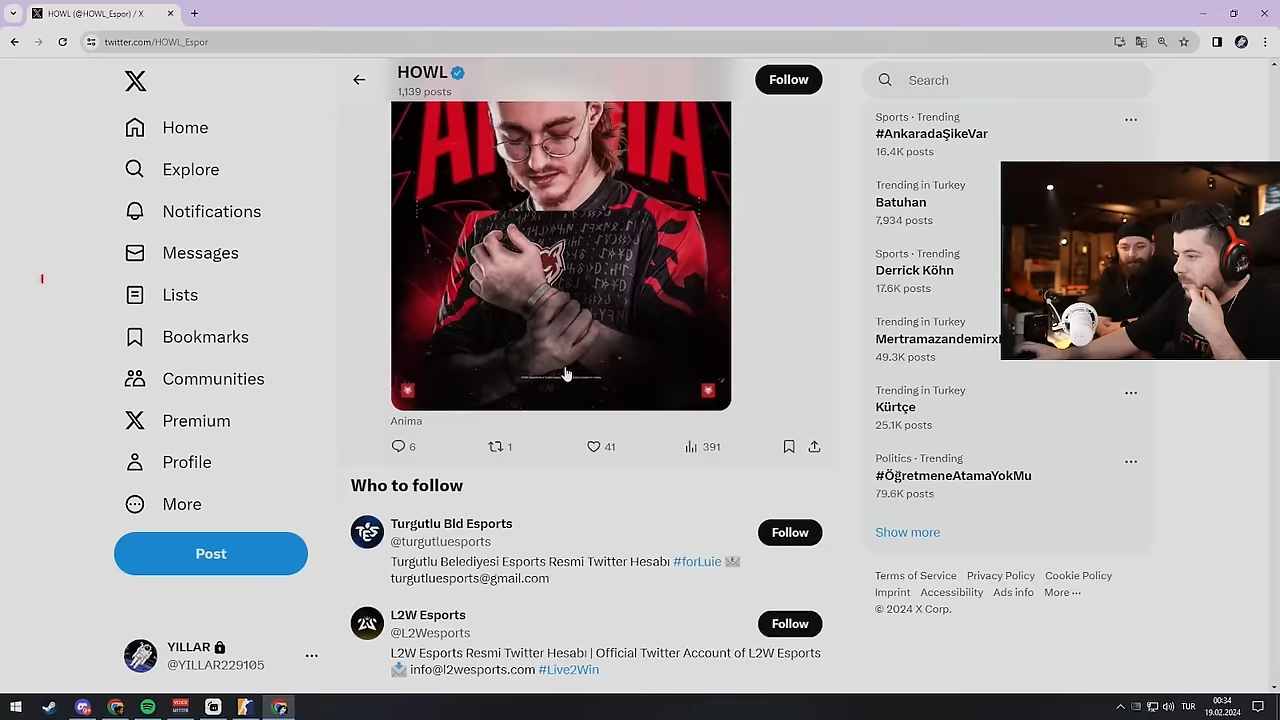 HOWL (@HOWL_Espor) / X
twitter.com/HOWL_Espor
HOWL
1,139 posts
Follow
Search
Home
Explore
Notifications
Messages
Lists
Bookmarks
Communities
Premium
Profile
More
Post
YILLAR
@YILLAR229105
Anima
6
1
41
391
Who to follow
Turgutlu Bld Esports
@turgutluesports
Follow
Turgutlu Belediyesi Esports Resmi Twitter Hesabı #forLuie
turgutluesports@gmail.com
L2W Esports
@L2Wesports
Follow
L2W Esports Resmi Twitter Hesabı | Official Twitter Account of L2W Esports
info@l2wesports.com #Live2Win
Sports · Trending
#AnkaradaŞikeVar
16.4K posts
Trending in Turkey
Batuhan
7,934 posts
Sports · Trending
Derrick Köhn
17.6K posts
Trending in Turkey
Mertramazandemirxl
49.3K posts
Trending in Turkey
Kürtçe
25.1K posts
Politics · Trending
#ÖğretmeneAtamaYokMu
79.6K posts
Show more
Terms of Service Privacy Policy Cookie Policy
Imprint Accessibility Ads info More ···
© 2024 X Corp.
TUR
00:34
19.02.2024